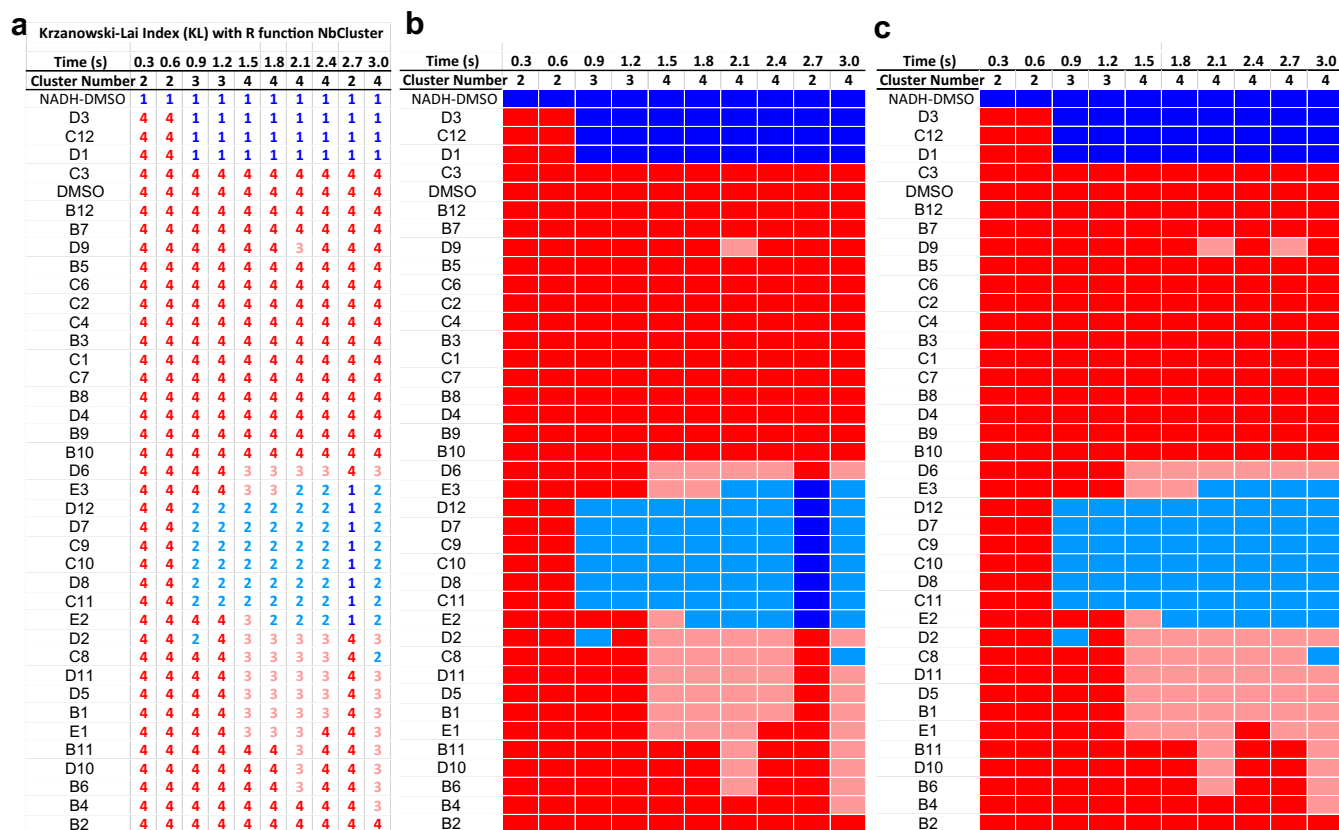 a
Krzanowski-Lai Index (KL) with R function NbCluster
Time (s) 0.3 0.6 0.9 1.2 1.5 1.8 2.1 2.4 2.7 3.0
Cluster Number 2 2 3 3 4 4 4 4 2 4
NADH-DMSO 1 1 1 1 1 1 1 1 1 1
D3 4 4 1 1 1 1 1 1 1 1
C12 4 4 1 1 1 1 1 1 1 1
D1 4 4 1 1 1 1 1 1 1 1
C3 4 4 4 4 4 4 4 4 4 4
DMSO 4 4 4 4 4 4 4 4 4 4
B12 4 4 4 4 4 4 4 4 4 4
B7 4 4 4 4 4 4 4 4 4 4
D9 4 4 4 4 4 4 3 4 4 4
B5 4 4 4 4 4 4 4 4 4 4
C6 4 4 4 4 4 4 4 4 4 4
C2 4 4 4 4 4 4 4 4 4 4
C4 4 4 4 4 4 4 4 4 4 4
B3 4 4 4 4 4 4 4 4 4 4
C1 4 4 4 4 4 4 4 4 4 4
C7 4 4 4 4 4 4 4 4 4 4
B8 4 4 4 4 4 4 4 4 4 4
D4 4 4 4 4 4 4 4 4 4 4
B9 4 4 4 4 4 4 4 4 4 4
B10 4 4 4 4 4 4 4 4 4 4
D6 4 4 4 4 3 3 3 3 4 3
E3 4 4 4 4 3 3 2 2 1 2
D12 4 4 2 2 2 2 2 2 1 2
D7 4 4 2 2 2 2 2 2 1 2
C9 4 4 2 2 2 2 2 2 1 2
C10 4 4 2 2 2 2 2 2 1 2
D8 4 4 2 2 2 2 2 2 1 2
C11 4 4 2 2 2 2 2 2 1 2
E2 4 4 4 4 3 2 2 2 1 2
D2 4 4 2 4 3 3 3 3 4 3
C8 4 4 4 4 3 3 3 3 4 2
D11 4 4 4 4 3 3 3 3 4 3
D5 4 4 4 4 3 3 3 3 4 3
B1 4 4 4 4 3 3 3 3 4 3
E1 4 4 4 4 3 3 3 4 4 3
B11 4 4 4 4 4 4 3 4 4 3
D10 4 4 4 4 4 4 3 4 4 3
B6 4 4 4 4 4 4 3 4 4 3
B4 4 4 4 4 4 4 4 4 4 3
B2 4 4 4 4 4 4 4 4 4 4
b
Time (s) 0.3 0.6 0.9 1.2 1.5 1.8 2.1 2.4 2.7 3.0
Cluster Number 2 2 3 3 4 4 4 4 2 4
NADH-DMSO
D3
C12
D1
C3
DMSO
B12
B7
D9
B5
C6
C2
C4
B3
C1
C7
B8
D4
B9
B10
D6
E3
D12
D7
C9
C10
D8
C11
E2
D2
C8
D11
D5
B1
E1
B11
D10
B6
B4
B2
c
Time (s) 0.3 0.6 0.9 1.2 1.5 1.8 2.1 2.4 2.7 3.0
Cluster Number 2 2 3 3 4 4 4 4 4 4
NADH-DMSO
D3
C12
D1
C3
DMSO
B12
B7
D9
B5
C6
C2
C4
B3
C1
C7
B8
D4
B9
B10
D6
E3
D12
D7
C9
C10
D8
C11
E2
D2
C8
D11
D5
B1
E1
B11
D10
B6
B4
B2